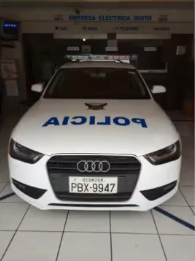 EMPRESA ELECTRICA QUITO
POLICIA
ECUADOR
PBX-9947